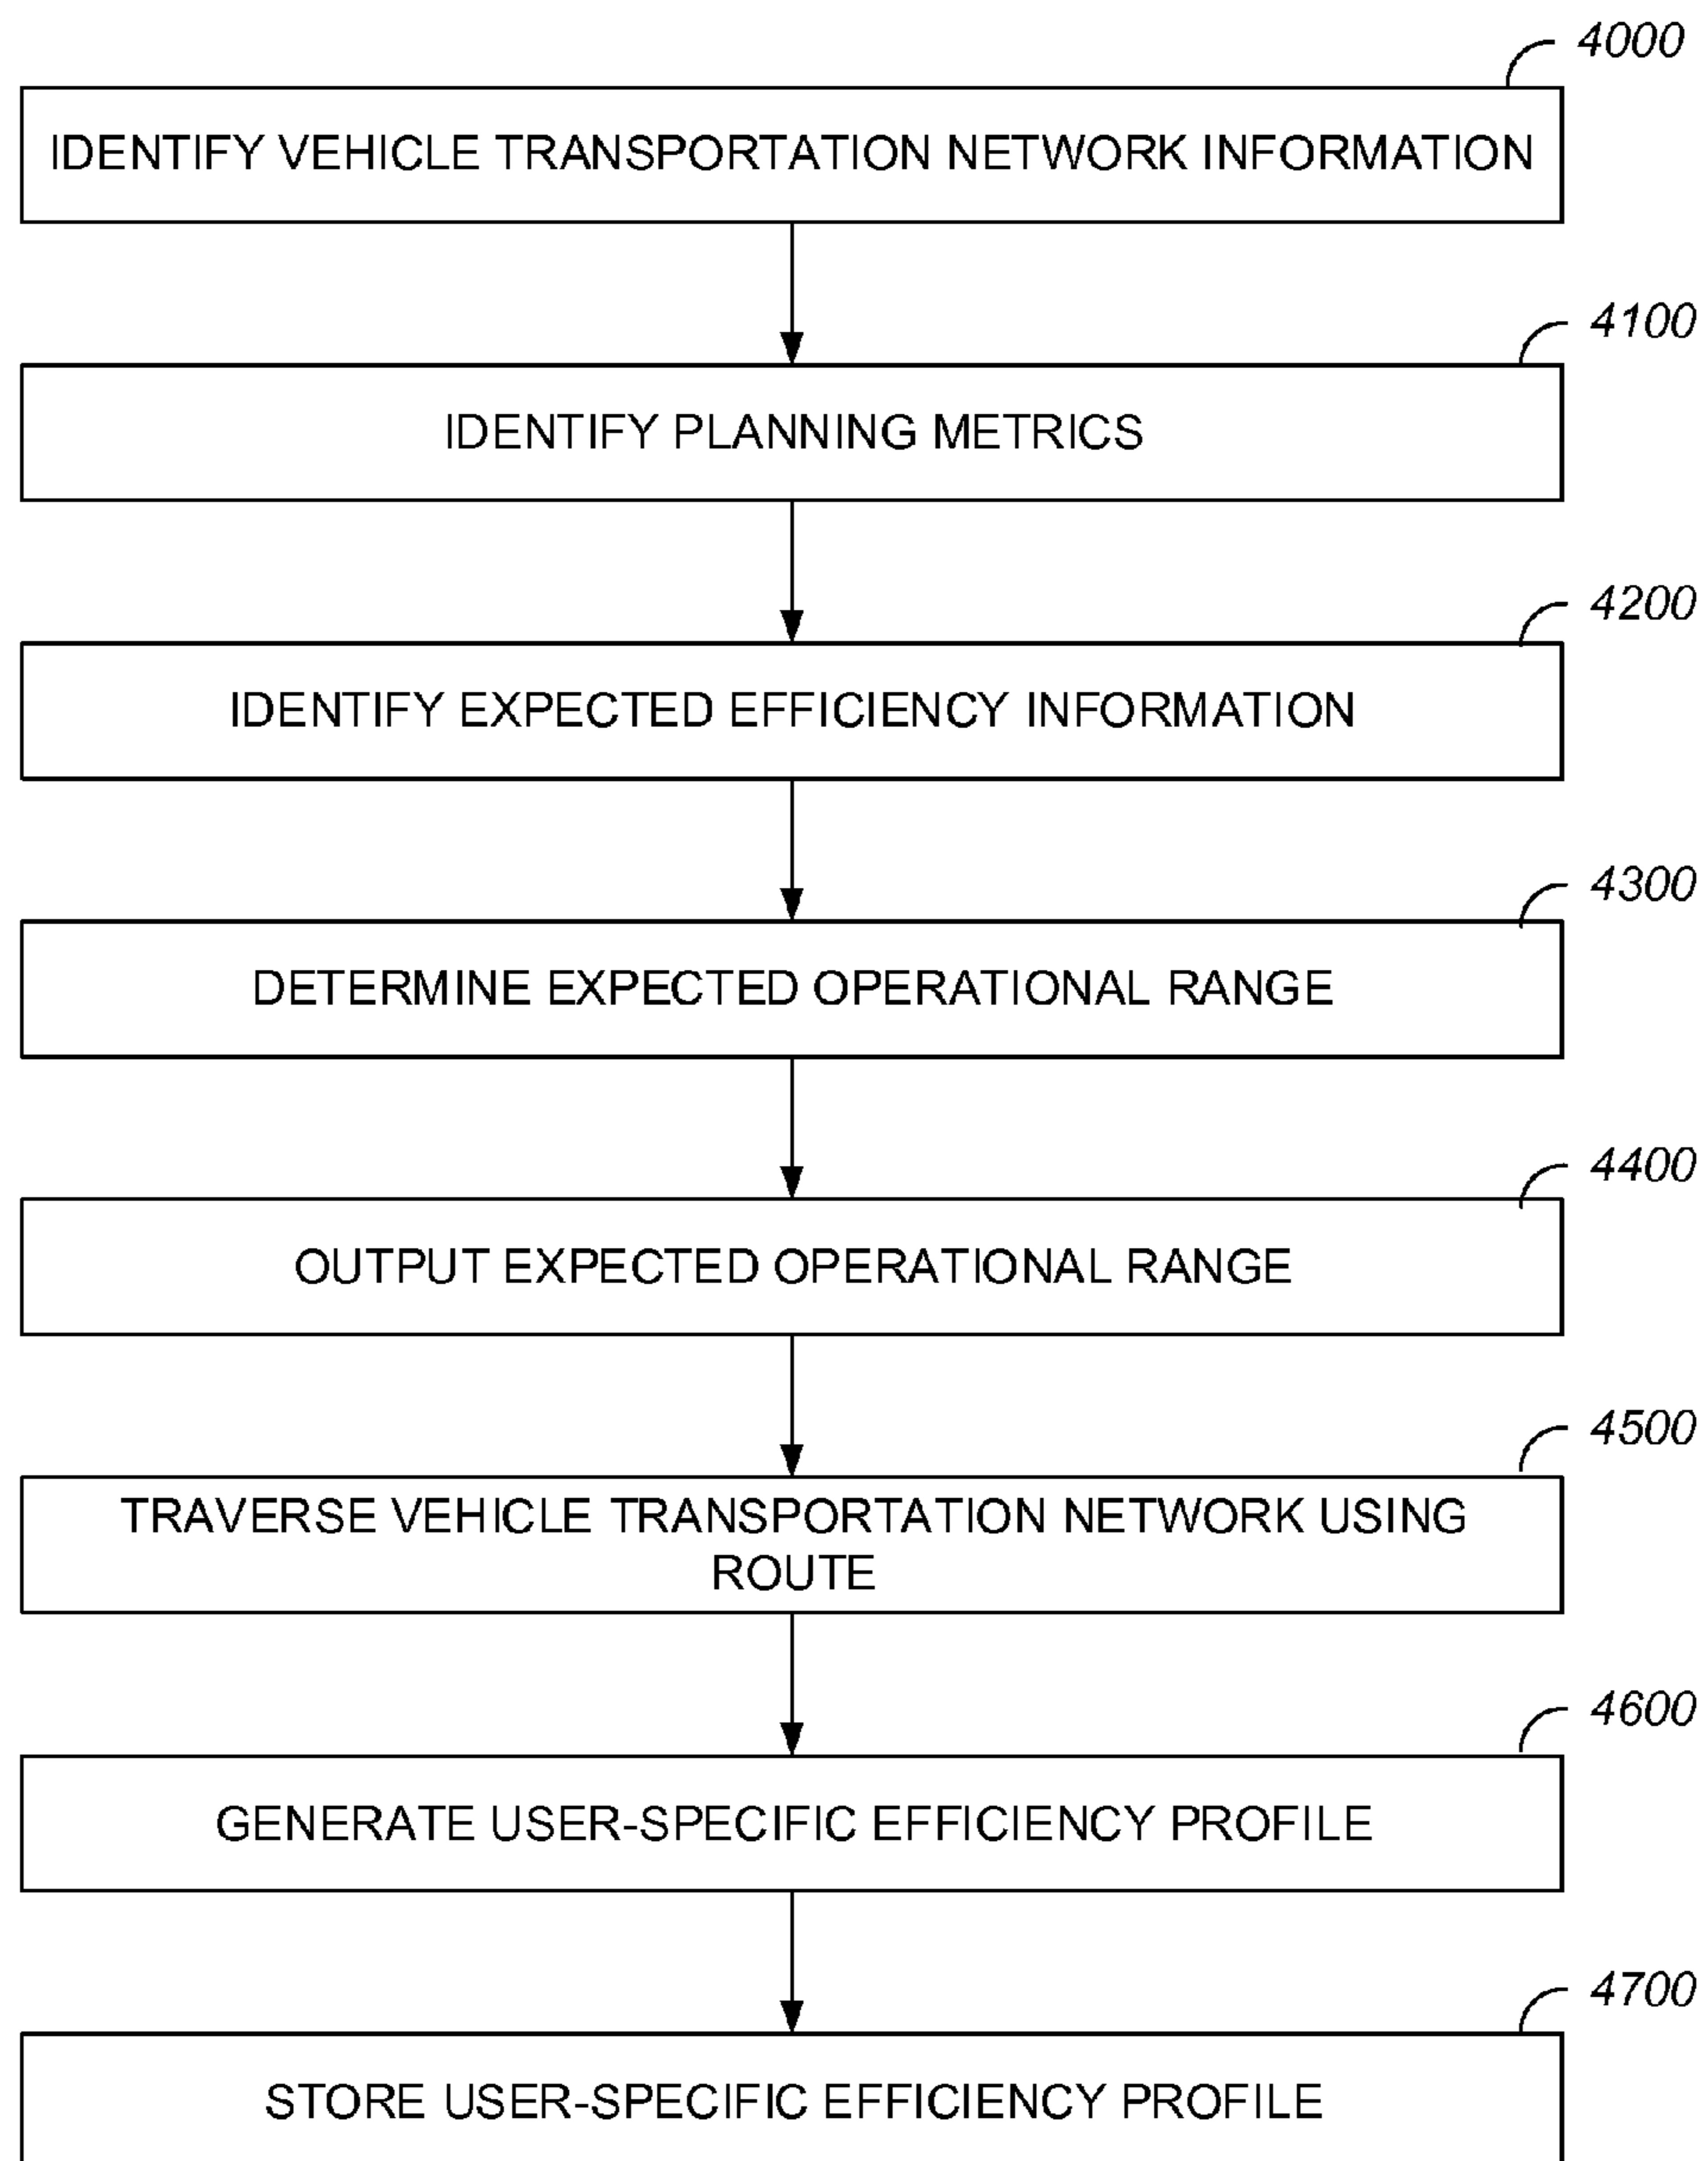 4000
IDENTIFY VEHICLE TRANSPORTATION NETWORK INFORMATION
4100
IDENTIFY PLANNING METRICS
4200
IDENTIFY EXPECTED EFFICIENCY INFORMATION
4300
DETERMINE EXPECTED OPERATIONAL RANGE
4400
OUTPUT EXPECTED OPERATIONAL RANGE
4500
TRAVERSE VEHICLE TRANSPORTATION NETWORK USING
ROUTE
4600
GENERATE USER-SPECIFIC EFFICIENCY PROFILE
4700
STORE USER-SPECIFIC EFFICIENCY PROFILE